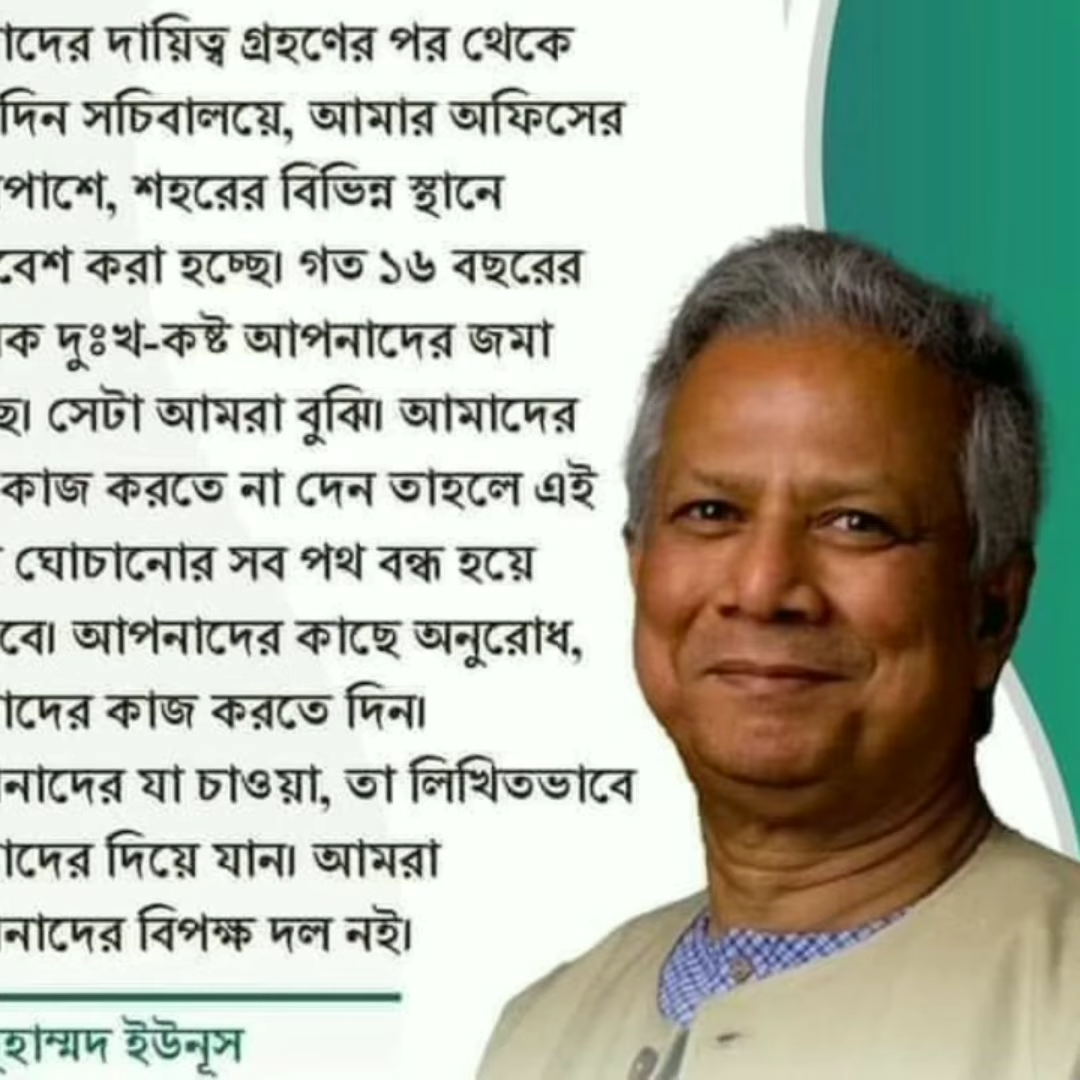 াদের দায়িত্ব গ্রহণের পর থেকে
দিন সচিবালয়ে, আমার অফিসের
পাশে, শহরের বিভিন্ন স্থানে
বেশ করা হচ্ছে। গত ১৬ বছরের
ক দুঃখ-কষ্ট আপনাদের জমা
ছে। সেটা আমরা বুঝি। আমাদের
কাজ করতে না দেন তাহলে এই
ঘোচানোর সব পথ বন্ধ হয়ে
বে। আপনাদের কাছে অনুরোধ,
াদের কাজ করতে দিন।
নাদের যা চাওয়া, তা লিখিতভাবে
াদের দিয়ে যান। আমরা
নাদের বিপক্ষ দল নই।
ুহাম্মদ ইউনূস